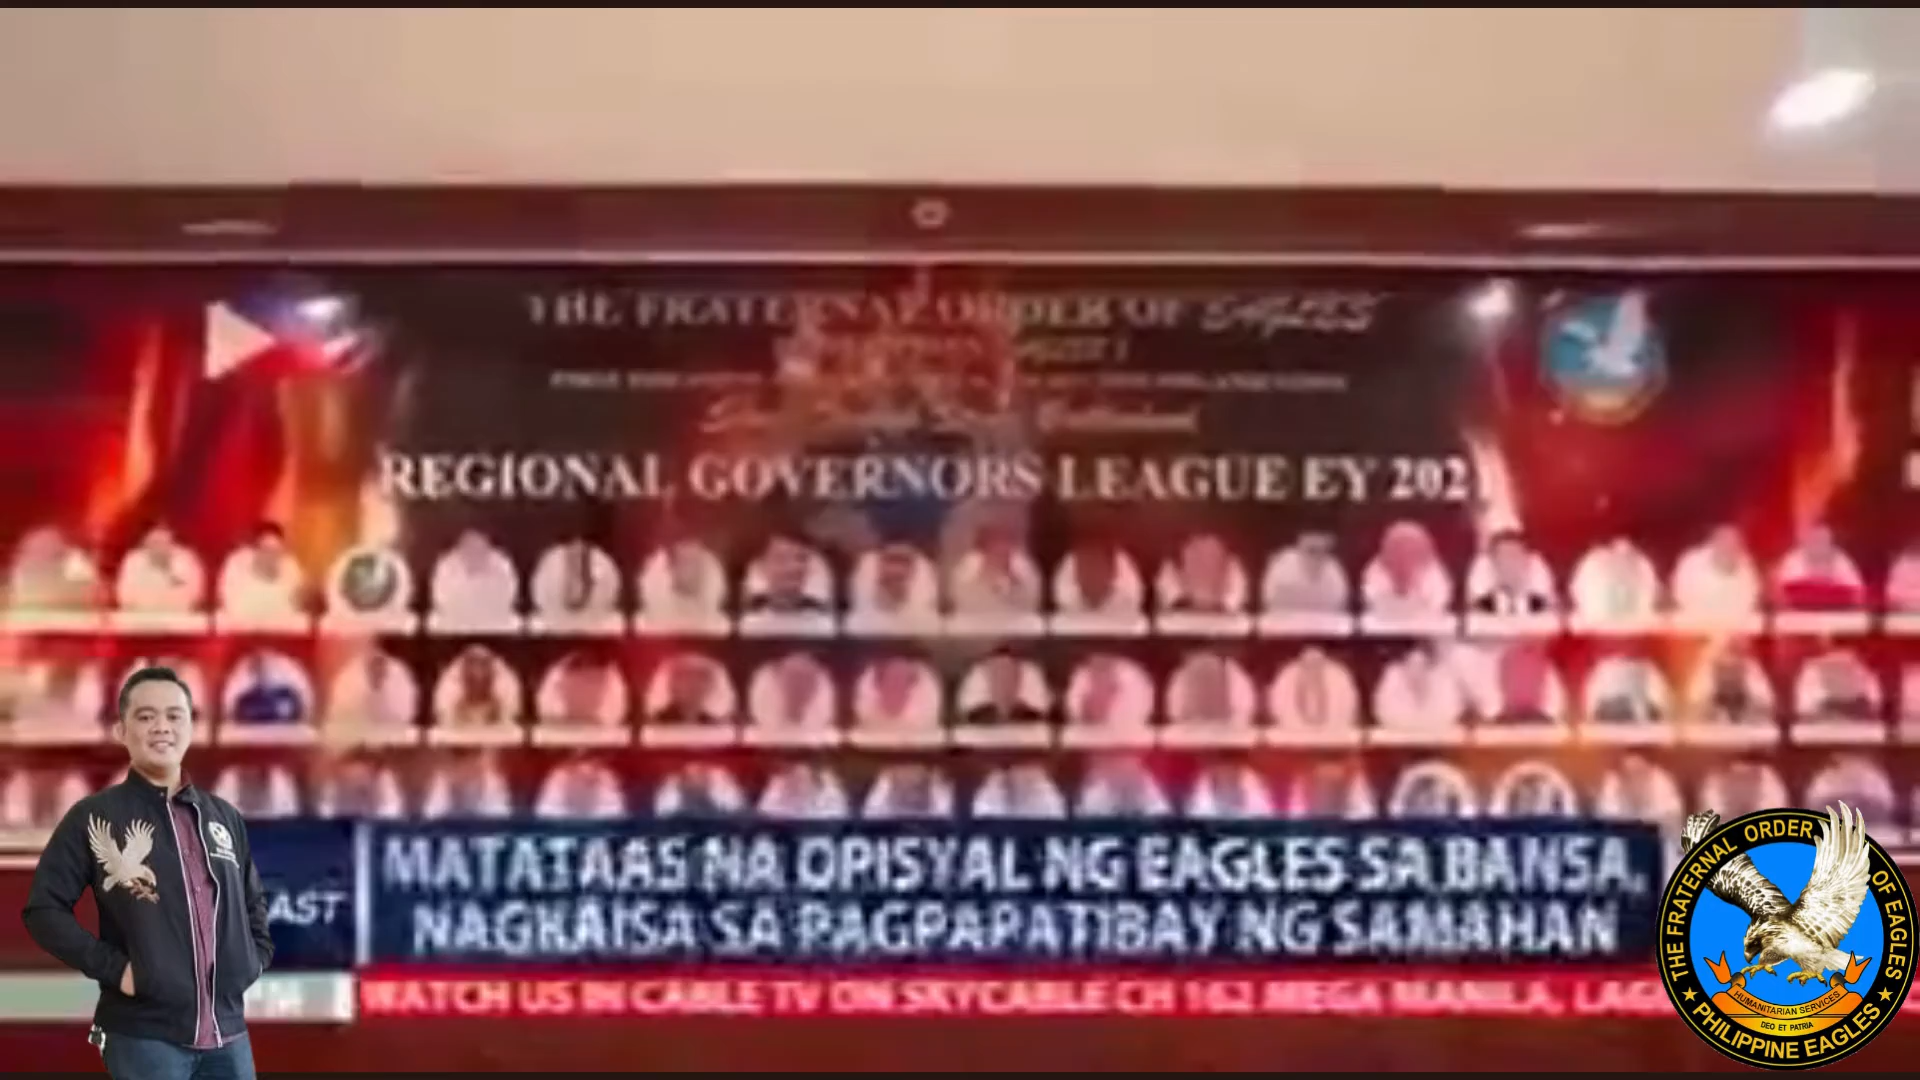 THE FRATERNAL ORDER OF EAGLES
REGIONAL GOVERNORS LEAGUE EY 202
AST
MATATAAS NA OPISYAL NG EAGLES SA BANSA,
NAGKAISA SA PAGPAPATIBAY NG SAMAHAN
WATCH US IN CABLE TV ON SKYCABLE CH 162 MEGA MANILA,
THE FRATERNAL ORDER OF EAGLES
HUMANITARIAN SERVICES
DEO ET PATRIA
PHILIPPINE EAGLES